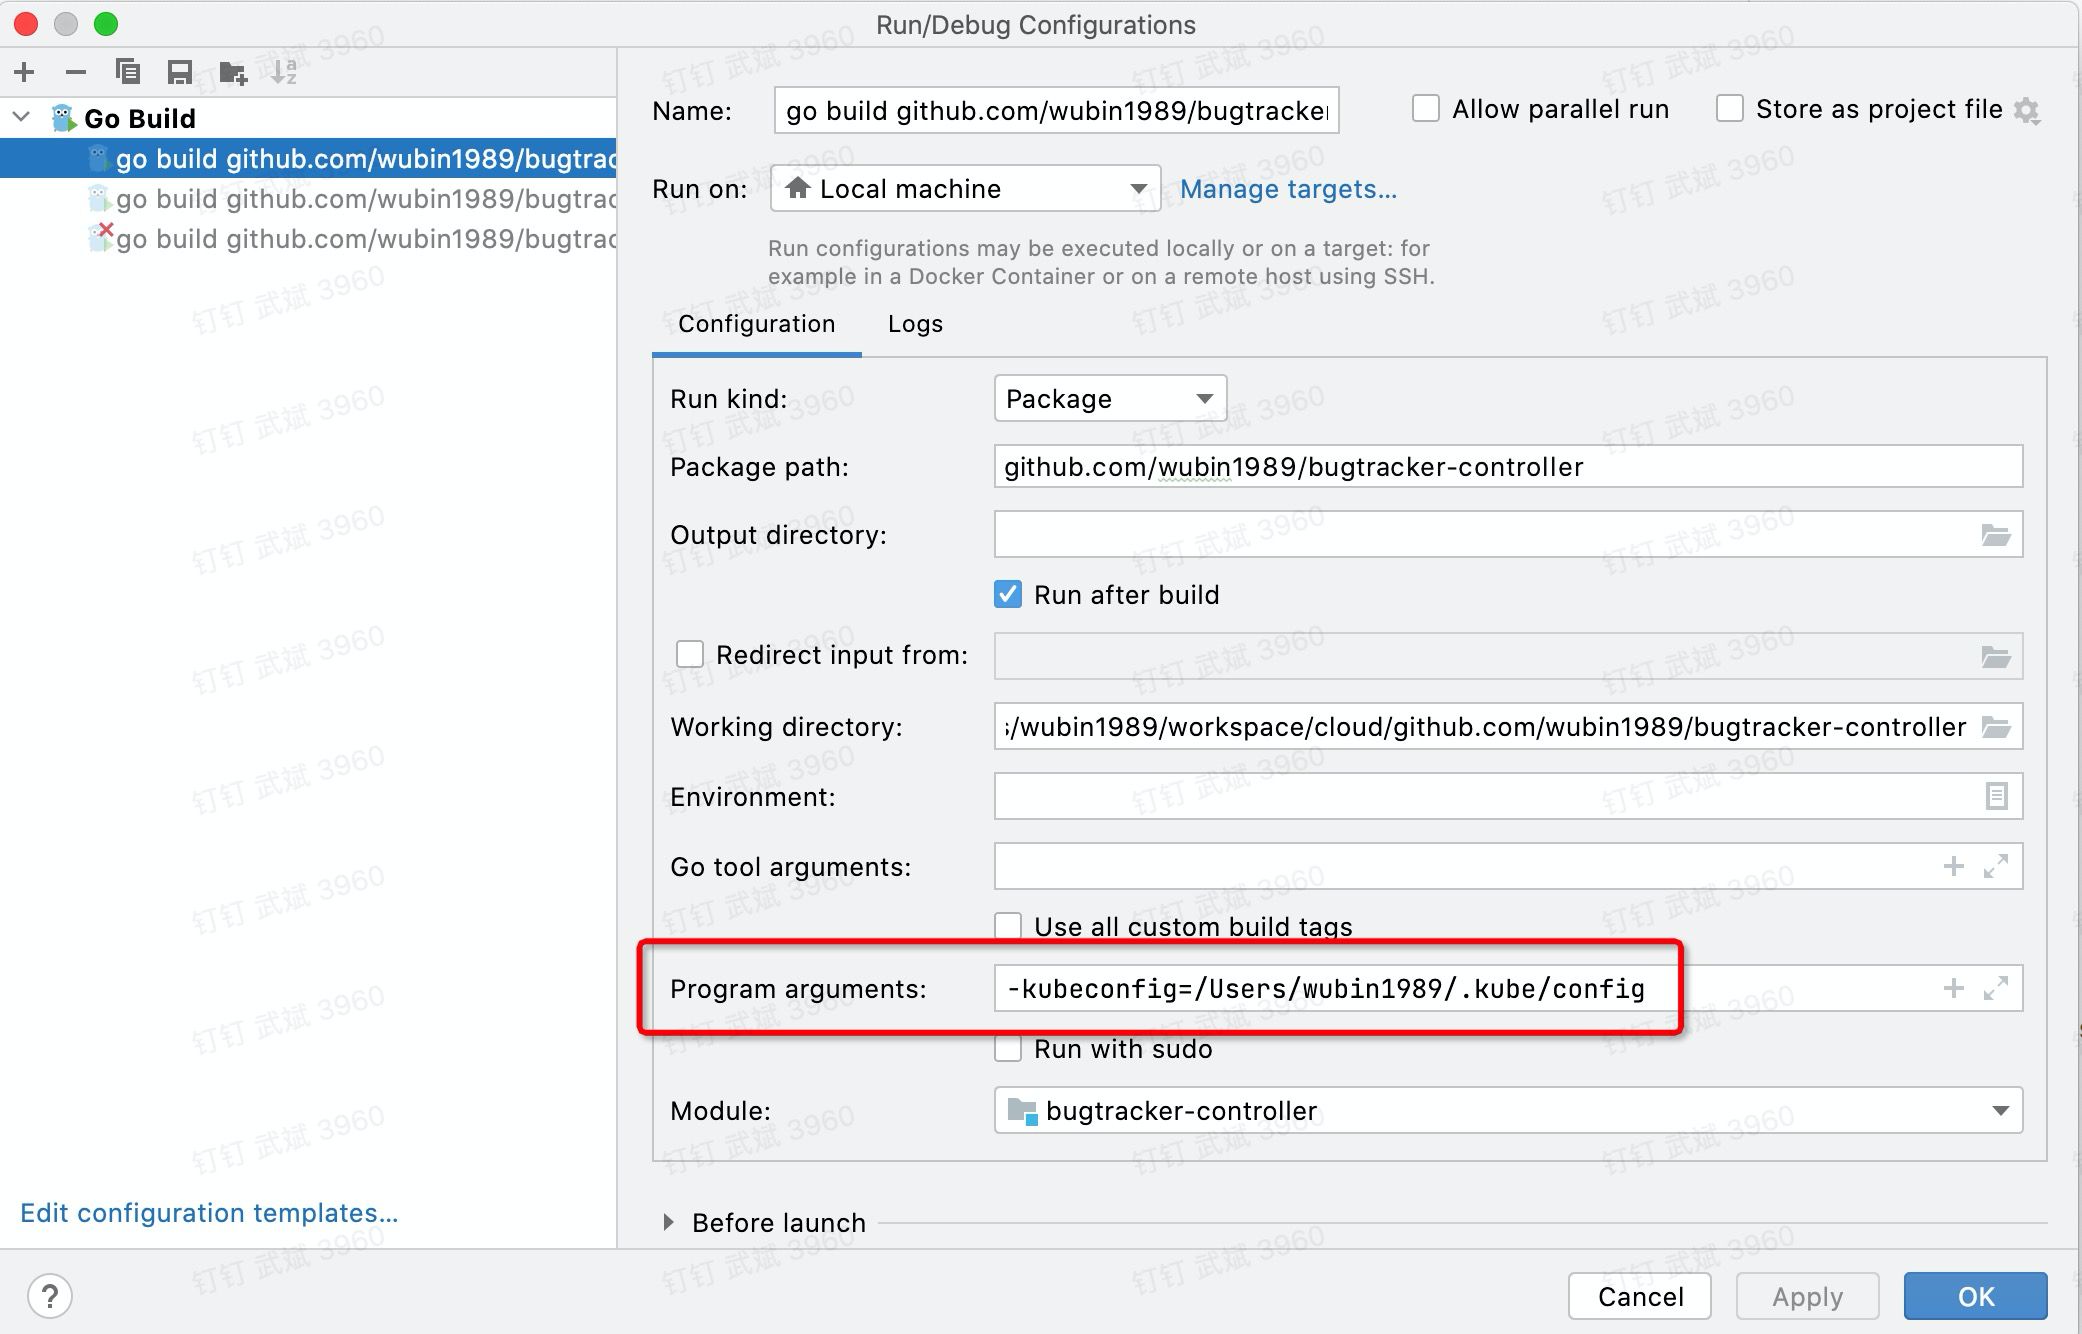 Run/Debug Configurations
Go Build
go build github.com/wubin1989/bugtrac
go build github.com/wubin1989/bugtrac
go build github.com/wubin1989/bugtrac
Edit configuration templates...
Name: go build github.com/wubin1989/bugtracker
Allow parallel run
Store as project file
Run on: Local machine
Manage targets...
Run configurations may be executed locally or on a target: for
example in a Docker Container or on a remote host using SSH.
Configuration Logs
Run kind: Package
Package path: github.com/wubin1989/bugtracker-controller
Output directory:
Run after build
Redirect input from:
Working directory: s/wubin1989/workspace/cloud/github.com/wubin1989/bugtracker-controller
Environment:
Go tool arguments:
Use all custom build tags
Program arguments: -kubeconfig=/Users/wubin1989/.kube/config
Run with sudo
Module: bugtracker-controller
Before launch
? Cancel Apply OK
钉钉 武斌 3960